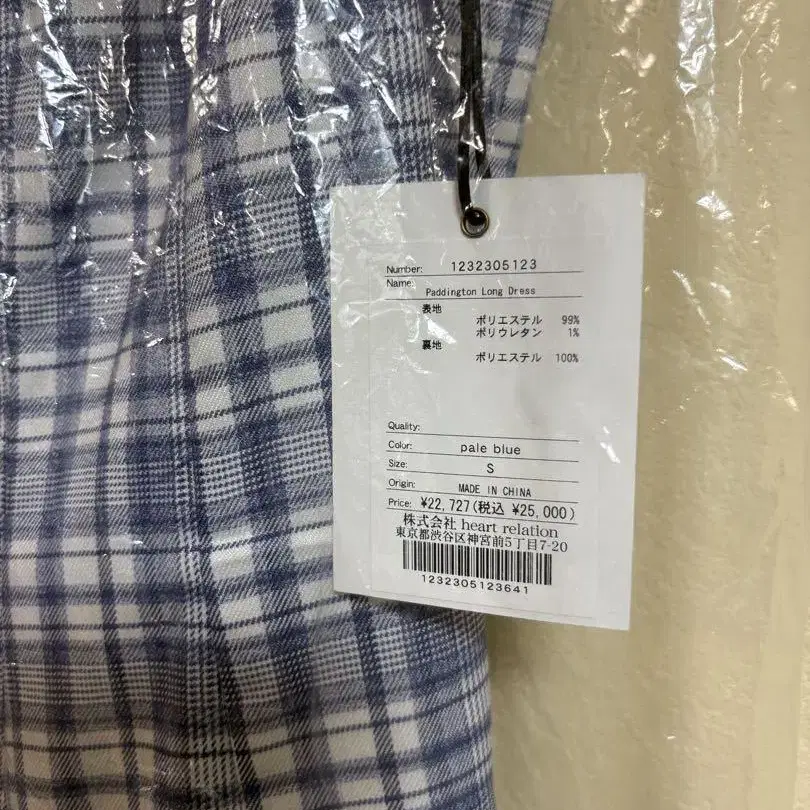 Number: 1232305123
Name: Paddington Long Dress
表地
ポリエステル 99%
ポリウレタン 1%
裏地
ポリエステル 100%
Quality:
Color: pale blue
Size: S
Origin: MADE IN CHINA
Price: ¥22,727(税込 ¥25,000)
株式会社 heart relation
東京都渋谷区神宮前5丁目7-20
1232305123641